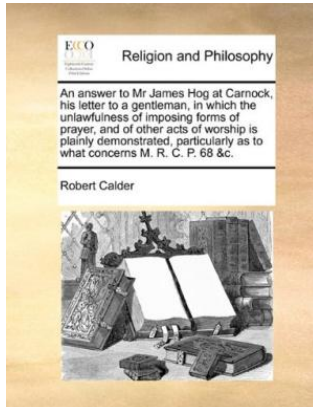 ECCO
Religion and Philosophy
An answer to Mr James Hog at Carnock,
his letter to a gentleman, in which the
unlawfulness of imposing forms of
prayer, and of other acts of worship is
plainly demonstrated, particularly as to
what concerns M. R. C. P. 68 &c.
Robert Calder